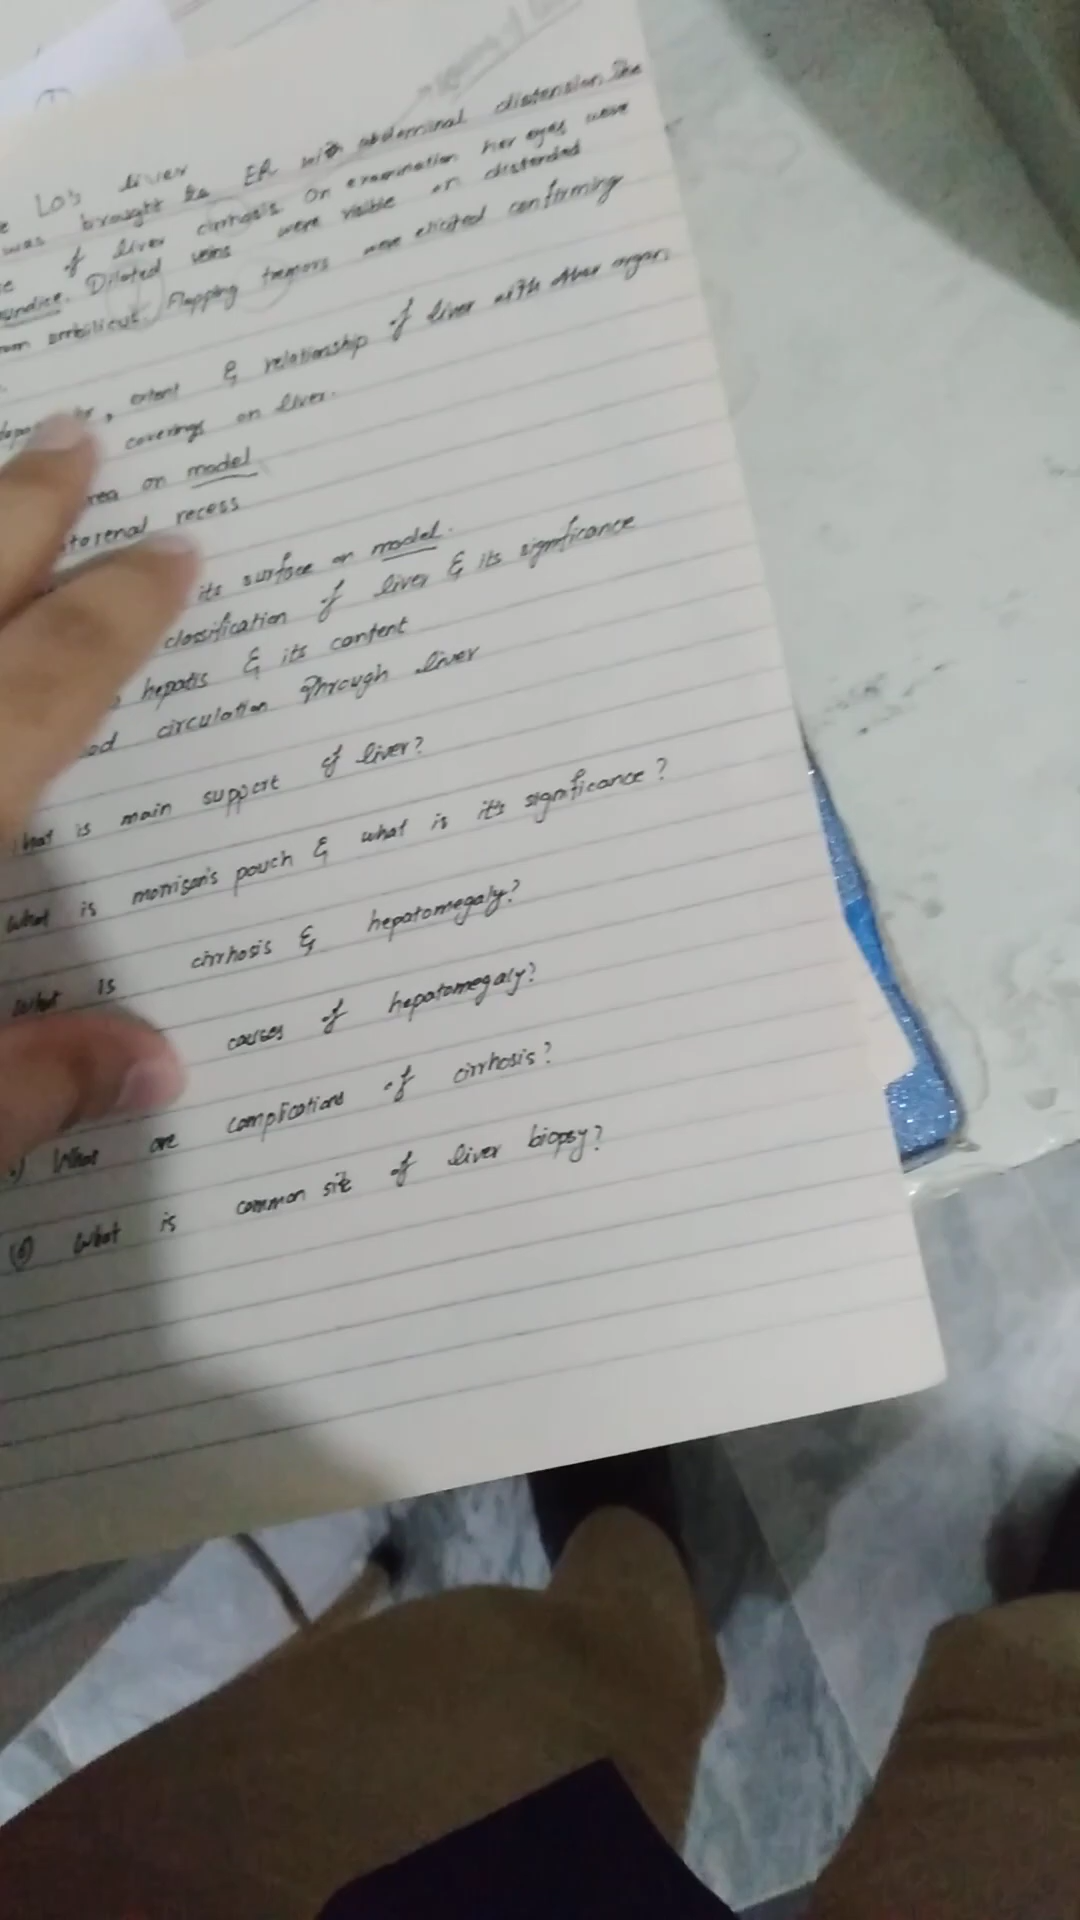 LO's liver
was brought to ER with abdominal distension. The
of liver cirrhosis. On examination her eyes were
Dilated veins were visible on distended
umbilicus. Flapping tremors were elicited confirming
, extent & relationship of liver with other organ
coverings on liver.
on model
recess
its surface on model.
classification of liver & its significance
hepatis & its content
circulation through liver
is main support of liver?
What is morrison's pouch & what is it's significance?
What is cirrhosis & hepatomegaly?
causes of hepatomegaly?
What are complications of cirrhosis?
(6) What is common site of liver biopsy?